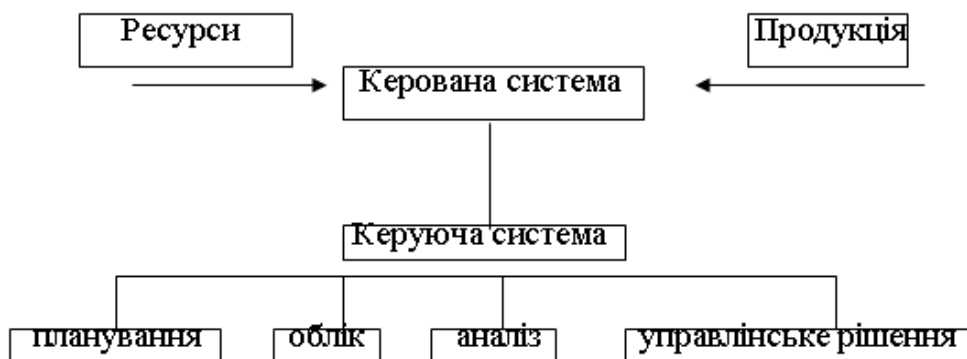 Ресурси
Продукція
Керована система
Керуюча система
планування
облік
аналіз
управлінське рішення